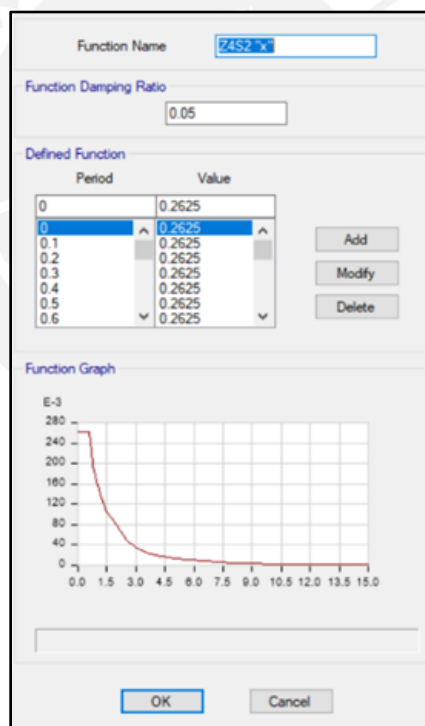 Function Name Z4S2 "x"
Function Damping Ratio
0.05
Defined Function
Period Value
0 0.2625
0 0.2625
0.1 0.2625
0.2 0.2625
0.3 0.2625
0.4 0.2625
0.5 0.2625
0.6 0.2625
Add
Modify
Delete
Function Graph
E-3
280
240
200
160
120
80
40
0
0.0 1.5 3.0 4.5 6.0 7.5 9.0 10.5 12.0 13.5 15.0
OK Cancel